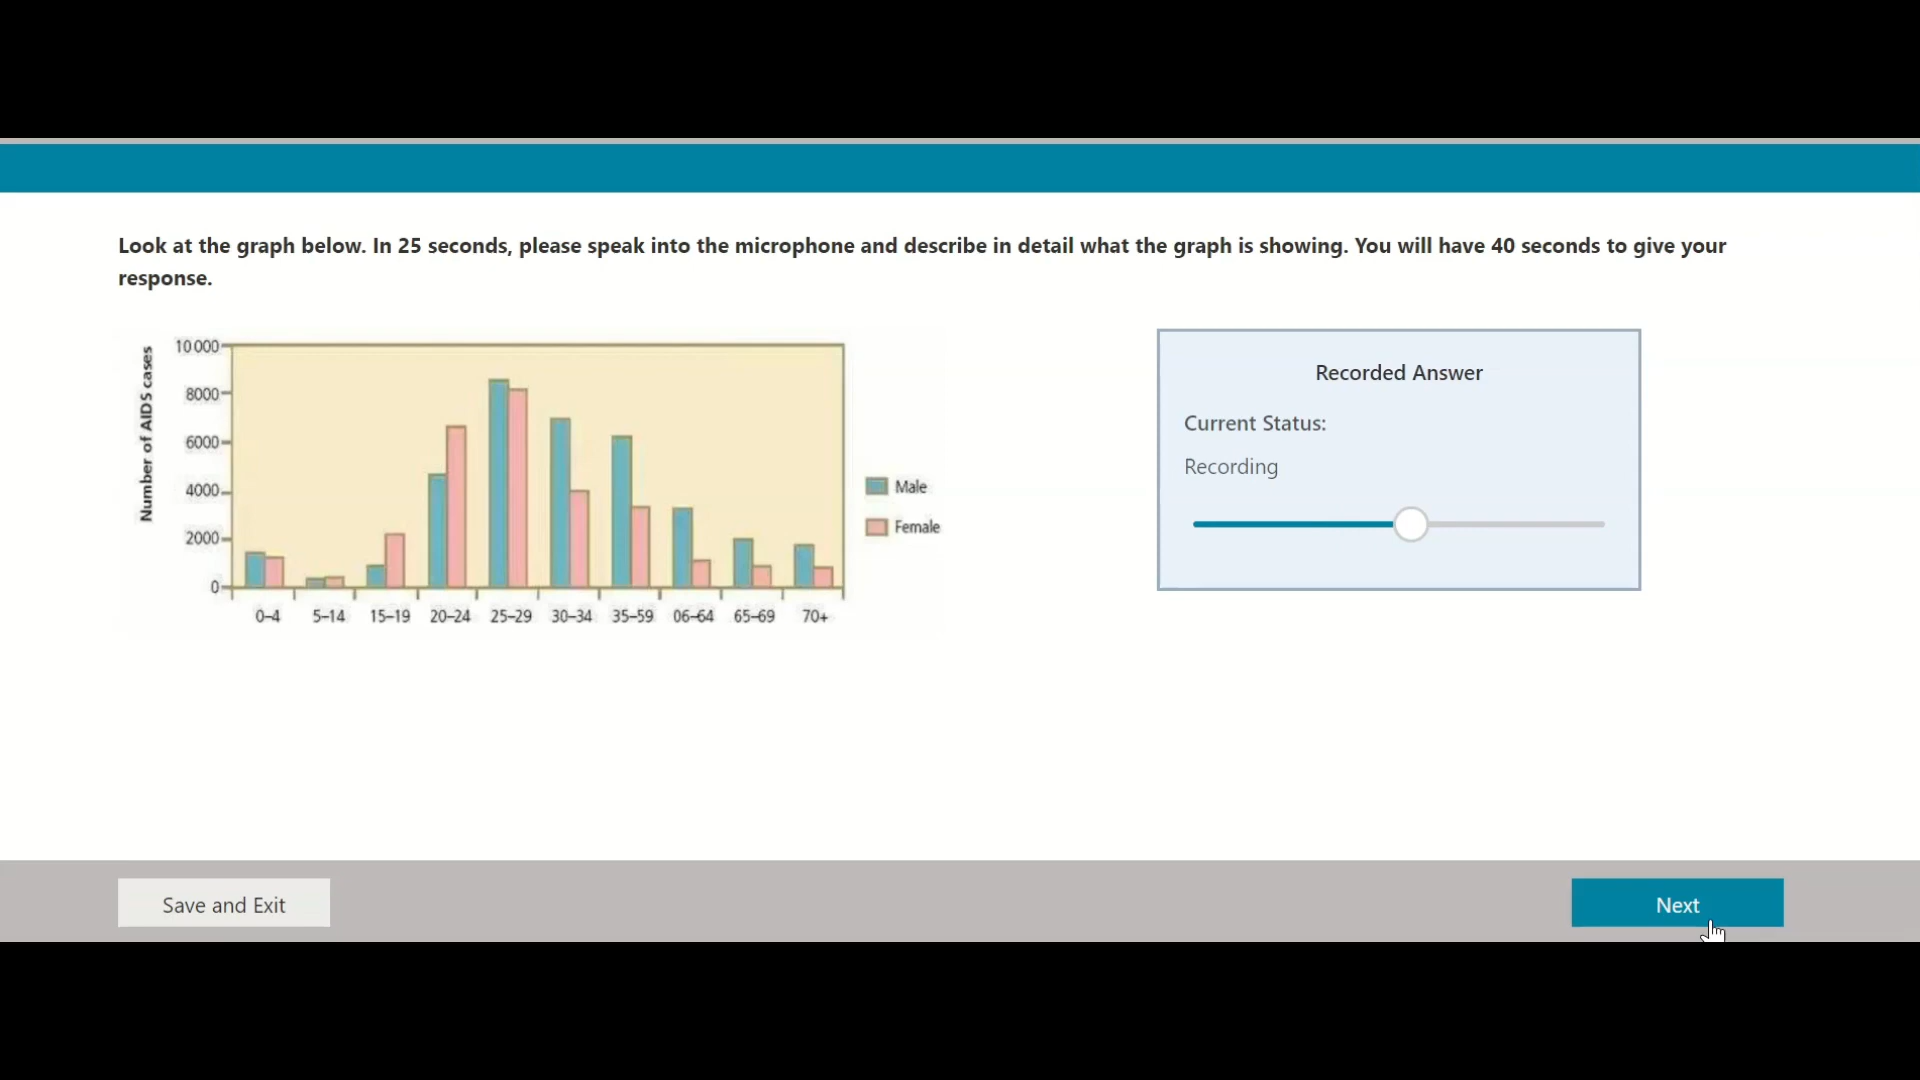 Look at the graph below. In 25 seconds, please speak into the microphone and describe in detail what the graph is showing. You will have 40 seconds to give your
response.
Number of AIDS cases
10 000
8000
6000
4000
2000
0
0–4 5–14 15–19 20–24 25–29 30–34 35–59 06–64 65–69 70+
Male
Female
Recorded Answer
Current Status:
Recording
Save and Exit
Next